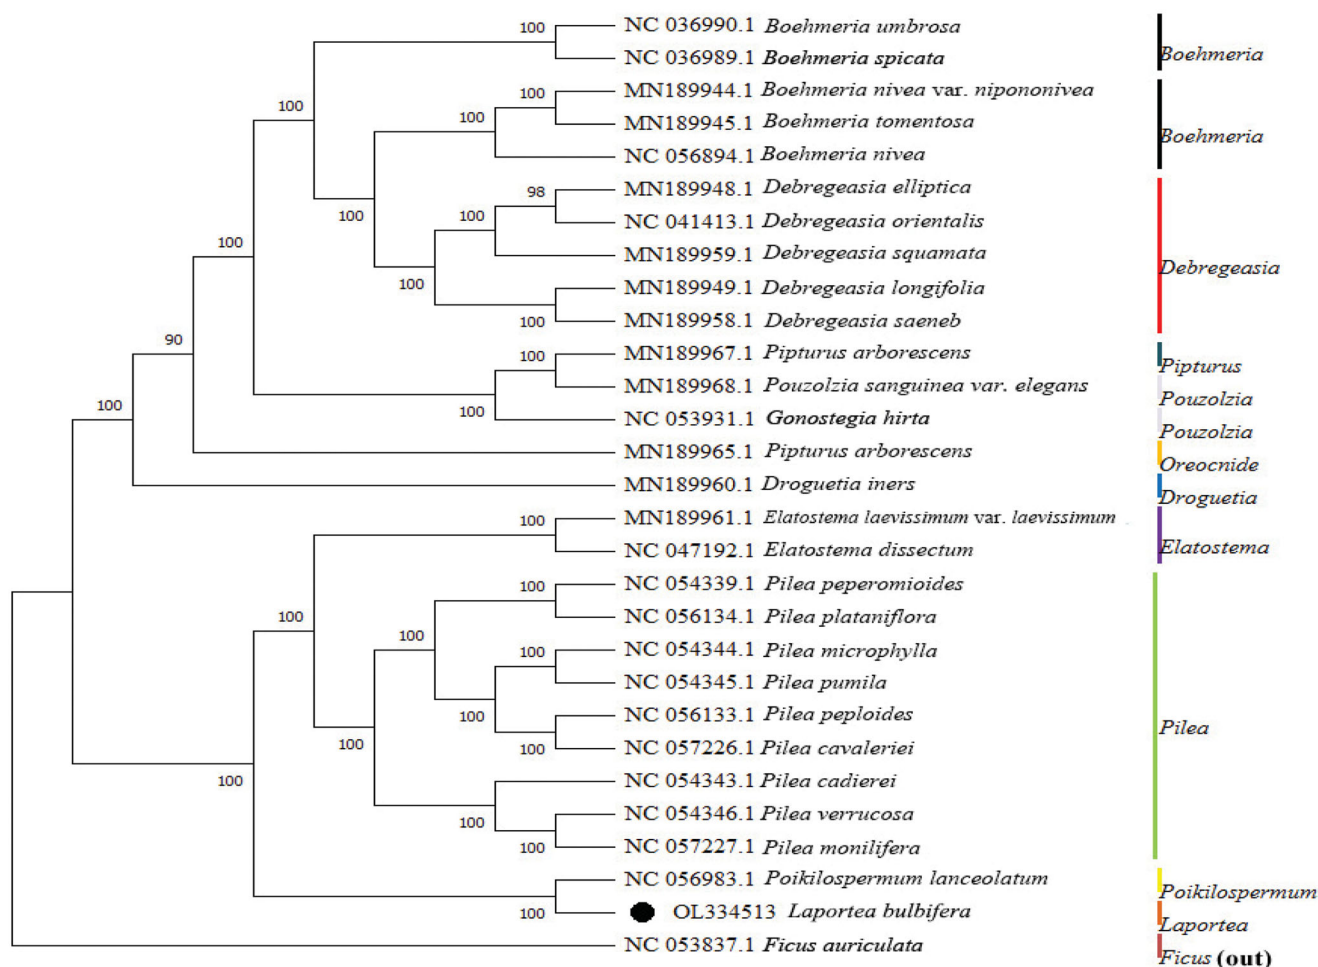 100 NC 036990.1 Boehmeria umbrosa
NC 036989.1 Boehmeria spicata
Boehmeria
100
100 MN189944.1 Boehmeria nivea var. nipononivea
100
MN189945.1 Boehmeria tomentosa
Boehmeria
NC 056894.1 Boehmeria nivea
98 MN189948.1 Debregeasia elliptica
100
100
NC 041413.1 Debregeasia orientalis
100
MN189959.1 Debregeasia squamata
Debregeasia
100
MN189949.1 Debregeasia longifolia
100 MN189958.1 Debregeasia saeneb
90
100 MN189967.1 Pipturus arborescens
Pipturus
MN189968.1 Pouzolzia sanguinea var. elegans
Pouzolzia
100
100
NC 053931.1 Gonostegia hirta
Pouzolzia
MN189965.1 Pipturus arborescens
Oreocnide
MN189960.1 Droguetia iners
Droguetia
100 MN189961.1 Elatostema laevissimum var. laevissimum
NC 047192.1 Elatostema dissectum
Elatostema
100 NC 054339.1 Pilea peperomioides
100
NC 056134.1 Pilea plataniflora
100
100 NC 054344.1 Pilea microphylla
NC 054345.1 Pilea pumila
100
NC 056133.1 Pilea peploides
Pilea
100
100 NC 057226.1 Pilea cavaleriei
100
NC 054343.1 Pilea cadierei
100
NC 054346.1 Pilea verrucosa
100 NC 057227.1 Pilea monilifera
NC 056983.1 Poikilospermum lanceolatum
Poikilospermum
100 OL334513 Laportea bulbifera
Laportea
NC 053837.1 Ficus auriculata
Ficus (out)